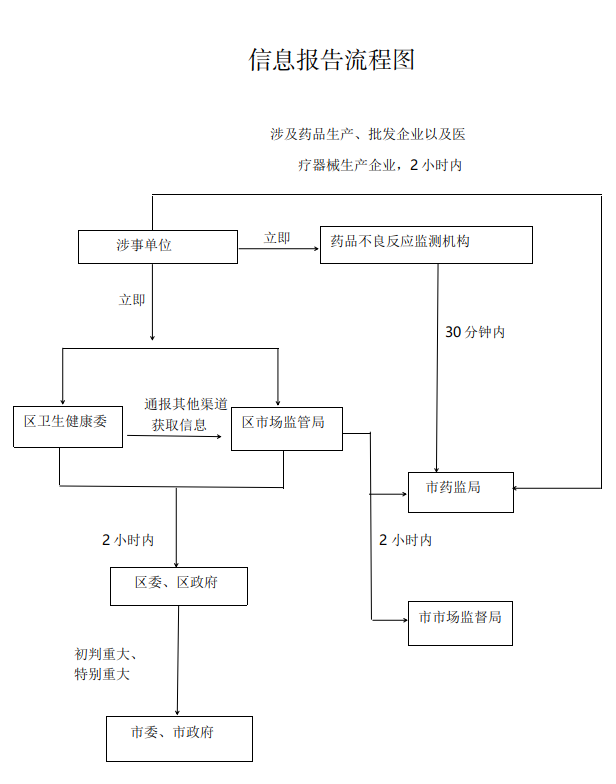 信息报告流程图
涉及药品生产、批发企业以及医
疗器械生产企业，2 小时内
涉事单位
立即
药品不良反应监测机构
立即
30 分钟内
区卫生健康委
通报其他渠道
获取信息
区市场监管局
市药监局
2 小时内
2 小时内
区委、区政府
市市场监督局
初判重大、
特别重大
市委、市政府